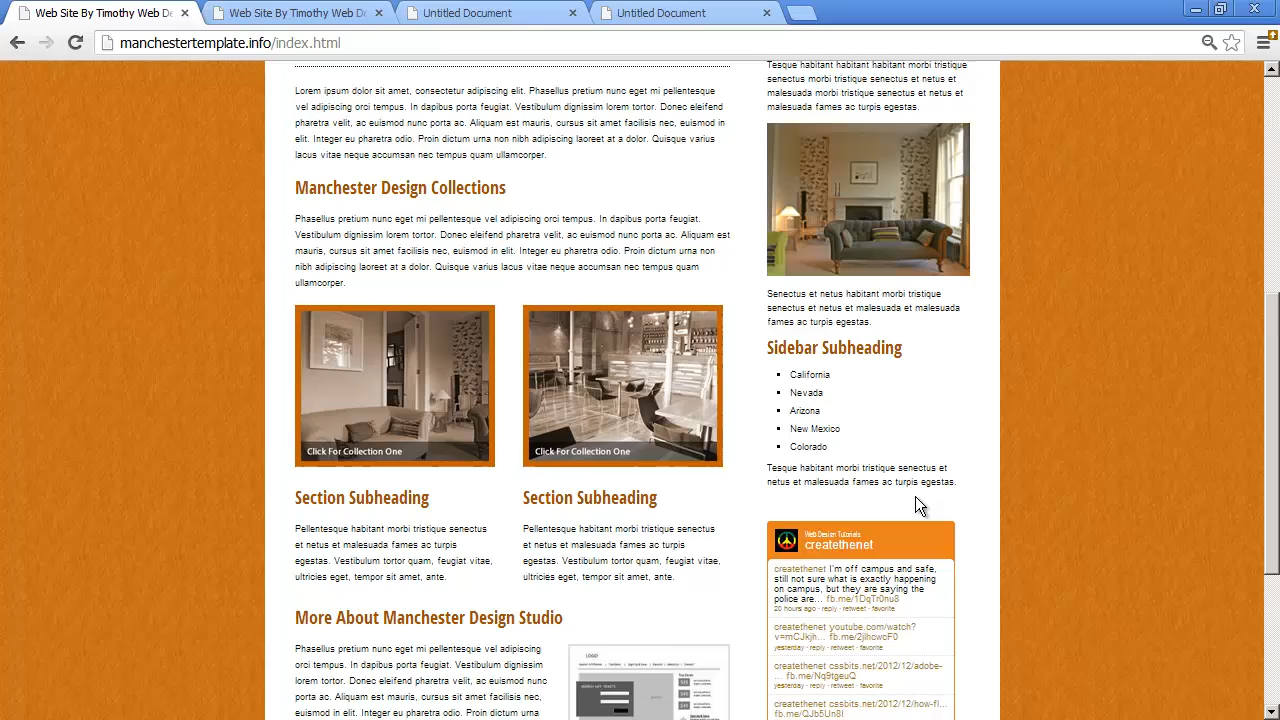 Web Site By Timothy Web De
Web Site By Timothy Web De
Untitled Document
Untitled Document
manchestertemplate.info/index.html
Lorem ipsum dolor sit amet, consectetur adipiscing elit. Phasellus pretium nunc eget mi pellentesque
vel adipiscing orci tempus. In dapibus porta feugiat. Vestibulum dignissim lorem tortor. Donec eleifend
pharetra velit, ac euismod nunc porta ac. Aliquam est mauris, cursus sit amet facilisis nec, euismod in
elit. Integer eu pharetra odio. Proin dictum urna non nibh adipiscing laoreet at a dolor. Quisque varius
lacus vitae neque accumsan nec tempus quam ullamcorper.
Manchester Design Collections
Phasellus pretium nunc eget mi pellentesque vel adipiscing orci tempus. In dapibus porta feugiat.
Vestibulum dignissim lorem tortor. Donec eleifend pharetra velit, ac euismod nunc porta ac. Aliquam est
mauris, cursus sit amet facilisis nec, euismod in elit. Integer eu pharetra odio. Proin dictum urna non
nibh adipiscing laoreet at a dolor. Quisque varius lacus vitae neque accumsan nec tempus quam
ullamcorper.
Click For Collection One
Click For Collection One
Section Subheading
Pellentesque habitant morbi tristique senectus
et netus et malesuada fames ac turpis
egestas. Vestibulum tortor quam, feugiat vitae,
ultricies eget, tempor sit amet, ante.
Section Subheading
Pellentesque habitant morbi tristique senectus
et netus et malesuada fames ac turpis
egestas. Vestibulum tortor quam, feugiat vitae,
ultricies eget, tempor sit amet, ante.
More About Manchester Design Studio
Phasellus pretium nunc eget mi pellentesque vel adipiscing
orci tempus. In dapibus porta feugiat. Vestibulum dignissim
lorem tortor. Donec eleifend pharetra velit, ac euismod nunc
porta ac. Aliquam est mauris, cursus sit amet facilisis nec,
euismod in elit. Integer eu pharetra odio. Proin dictum urna
LOGO
Tesque habitant habitant habitant morbi tristique
senectus morbi tristique senectus et netus et
malesuada morbi tristique senectus et netus et
malesuada fames ac turpis egestas.
Senectus et netus habitant morbi tristique
senectus et netus et malesuada et malesuada
fames ac turpis egestas.
Sidebar Subheading
California
Nevada
Arizona
New Mexico
Colorado
Tesque habitant morbi tristique senectus et
netus et malesuada fames ac turpis egestas.
Web Design Tutorials
createthenet
createthenet I'm off campus and safe,
still not sure what is exactly happening
on campus, but they are saying the
police are... fb.me/1DqTr0nu8
20 hours ago · reply · retweet · favorite
createthenet youtube.com/watch?
v=mCJkjh... fb.me/2jihcwcF0
yesterday · reply · retweet · favorite
createthenet cssbits.net/2012/12/adobe-
... fb.me/Nq9tgeuQ
yesterday · reply · retweet · favorite
createthenet cssbits.net/2012/12/how-fl...
fb.me/QJb5Un8I